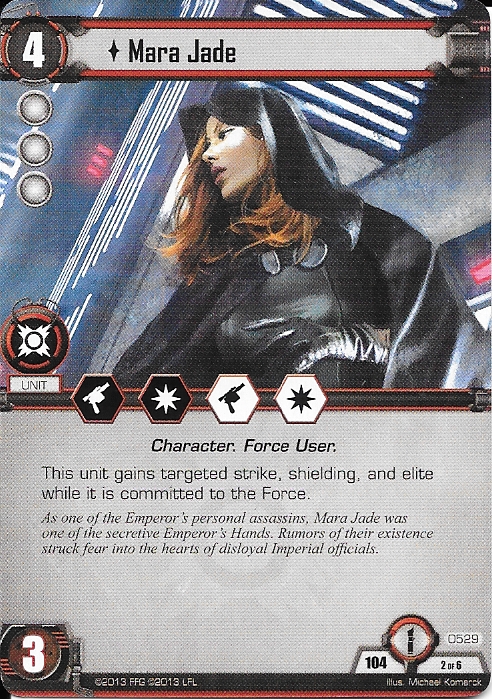 4
Mara Jade
UNIT
Character. Force User.
This unit gains targeted strike, shielding, and elite
while it is committed to the Force.
As one of the Emperor's personal assassins, Mara Jade was
one of the secretive Emperor's Hands. Rumors of their existence
struck fear into the hearts of disloyal Imperial officials.
3
104
1
2 OF 6
0529
©2013 FFG ©2013 LFL
Illus. Michael Komarck